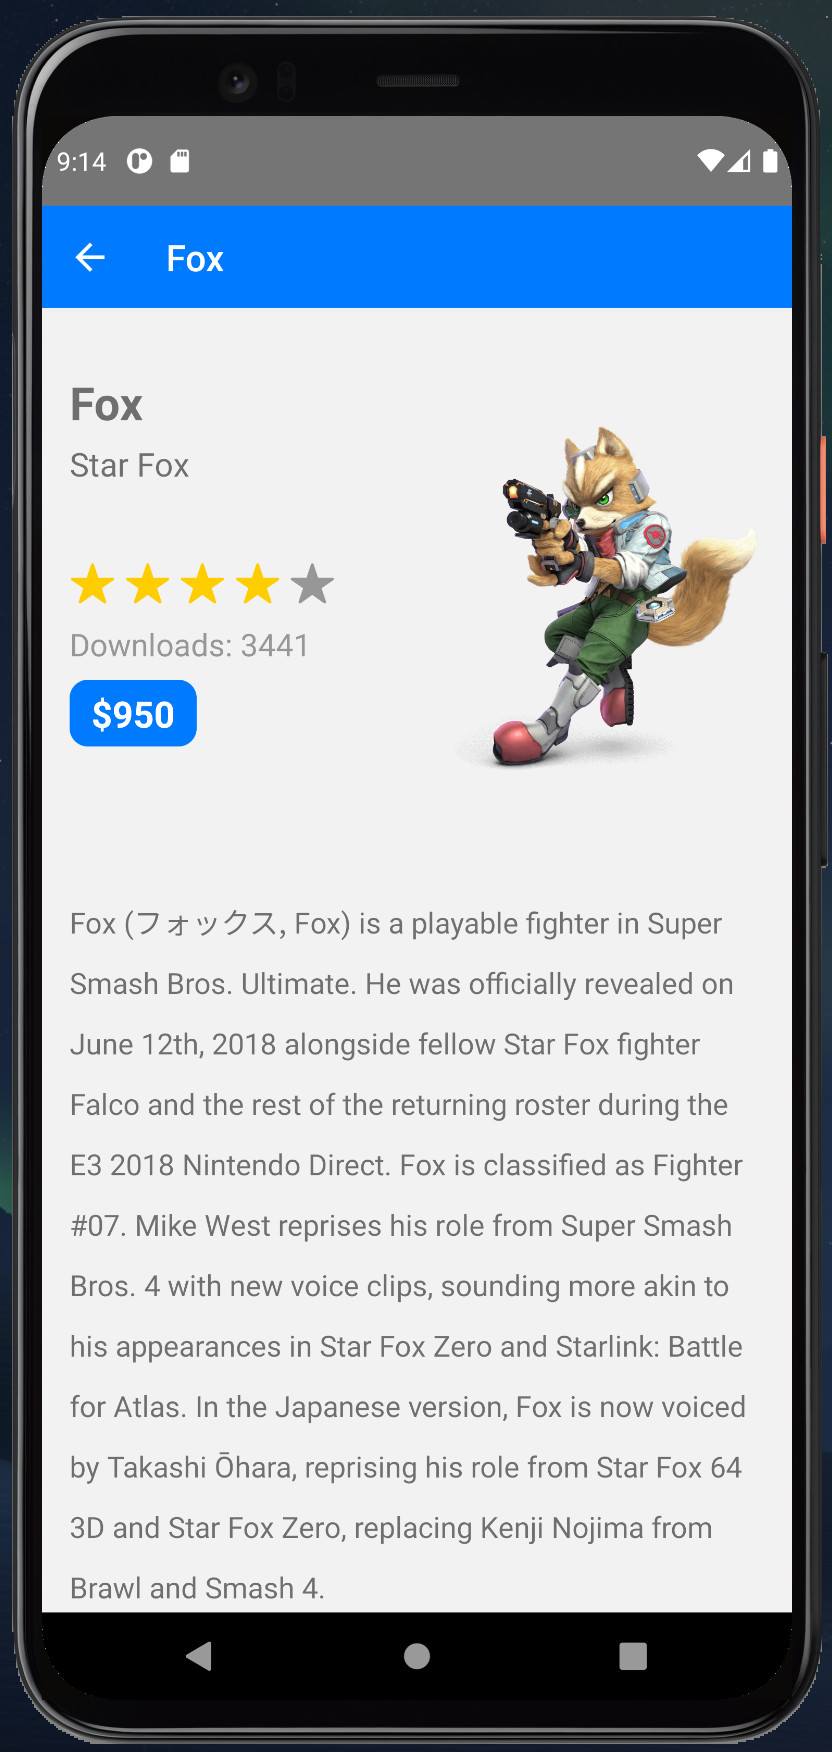 9:14
Fox
Fox
Star Fox
Downloads: 3441
$950
Fox (フォックス, Fox) is a playable fighter in Super
Smash Bros. Ultimate. He was officially revealed on
June 12th, 2018 alongside fellow Star Fox fighter
Falco and the rest of the returning roster during the
E3 2018 Nintendo Direct. Fox is classified as Fighter
#07. Mike West reprises his role from Super Smash
Bros. 4 with new voice clips, sounding more akin to
his appearances in Star Fox Zero and Starlink: Battle
for Atlas. In the Japanese version, Fox is now voiced
by Takashi Ōhara, reprising his role from Star Fox 64
3D and Star Fox Zero, replacing Kenji Nojima from
Brawl and Smash 4.